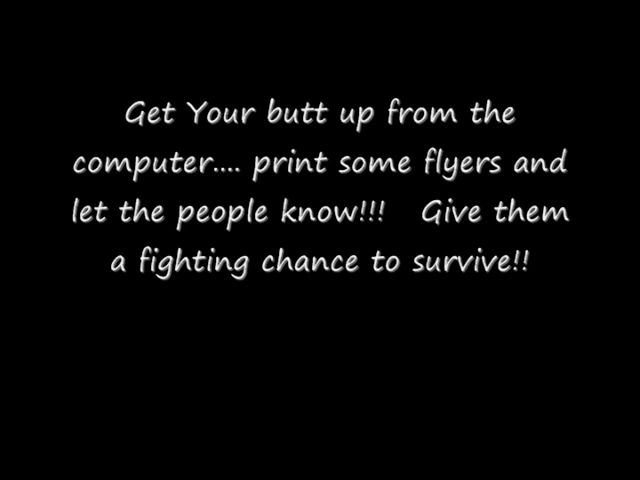 Get Your butt up from the
computer.... print some flyers and
let the people know!!! Give them
a fighting chance to survive!!